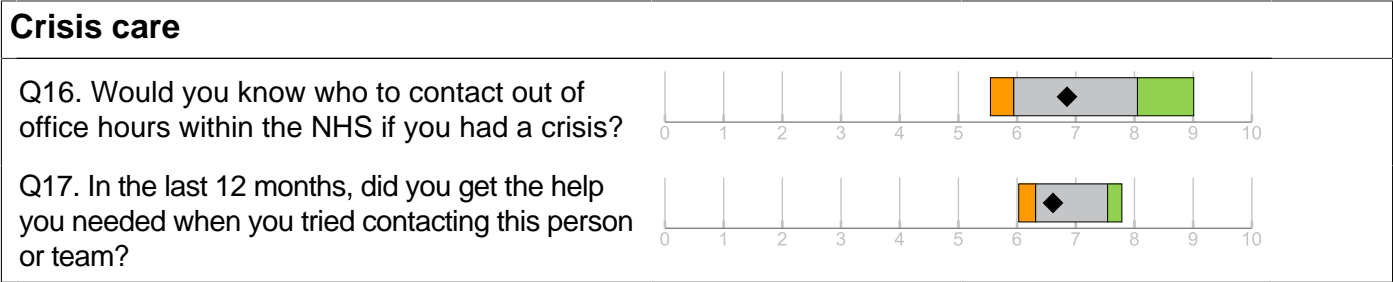 Crisis care
Q16. Would you know who to contact out of
office hours within the NHS if you had a crisis?
0 1 2 3 4 5 6 7 8 9 10
Q17. In the last 12 months, did you get the help
you needed when you tried contacting this person
or team?
0 1 2 3 4 5 6 7 8 9 10